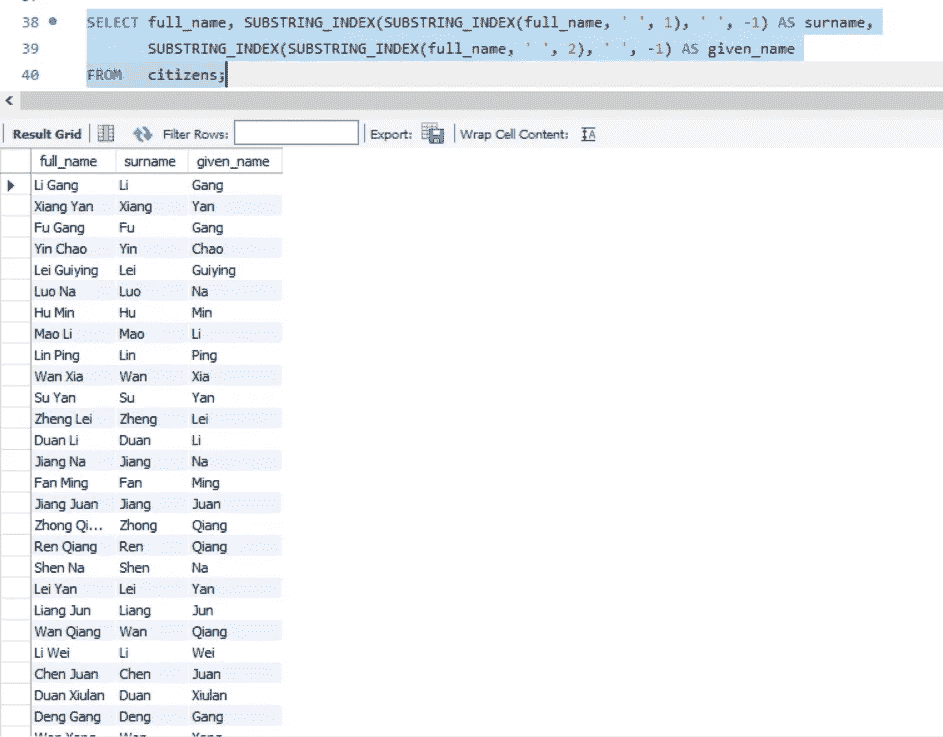 38 SELECT full_name, SUBSTRING_INDEX(SUBSTRING_INDEX(full_name, ' ', 1), ' ', -1) AS surname,
39 SUBSTRING_INDEX(SUBSTRING_INDEX(full_name, ' ', 2), ' ', -1) AS given_name
40 FROM citizens;
Result Grid Filter Rows: Export: Wrap Cell Content: IA
full_name surname given_name
Li Gang Li Gang
Xiang Yan Xiang Yan
Fu Gang Fu Gang
Yin Chao Yin Chao
Lei Guiying Lei Guiying
Luo Na Luo Na
Hu Min Hu Min
Mao Li Mao Li
Lin Ping Lin Ping
Wan Xia Wan Xia
Su Yan Su Yan
Zheng Lei Zheng Lei
Duan Li Duan Li
Jiang Na Jiang Na
Fan Ming Fan Ming
Jiang Juan Jiang Juan
Zhong Qi... Zhong Qiang
Ren Qiang Ren Qiang
Shen Na Shen Na
Lei Yan Lei Yan
Liang Jun Liang Jun
Wan Qiang Wan Qiang
Li Wei Li Wei
Chen Juan Chen Juan
Duan Xiulan Duan Xiulan
Deng Gang Deng Gang